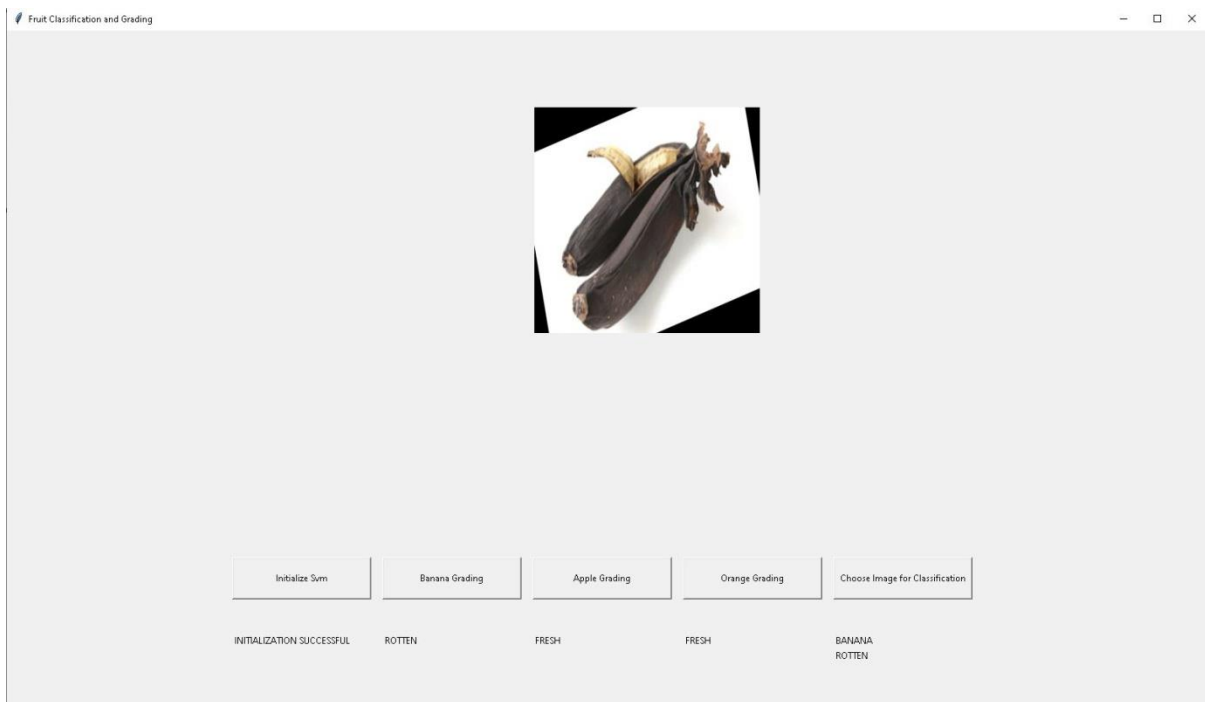 Fruit Classification and Grading
Initialize Svm
Banana Grading
Apple Grading
Orange Grading
Choose Image for Classification
INITIALIZATION SUCCESSFUL
ROTTEN
FRESH
FRESH
BANANA
ROTTEN